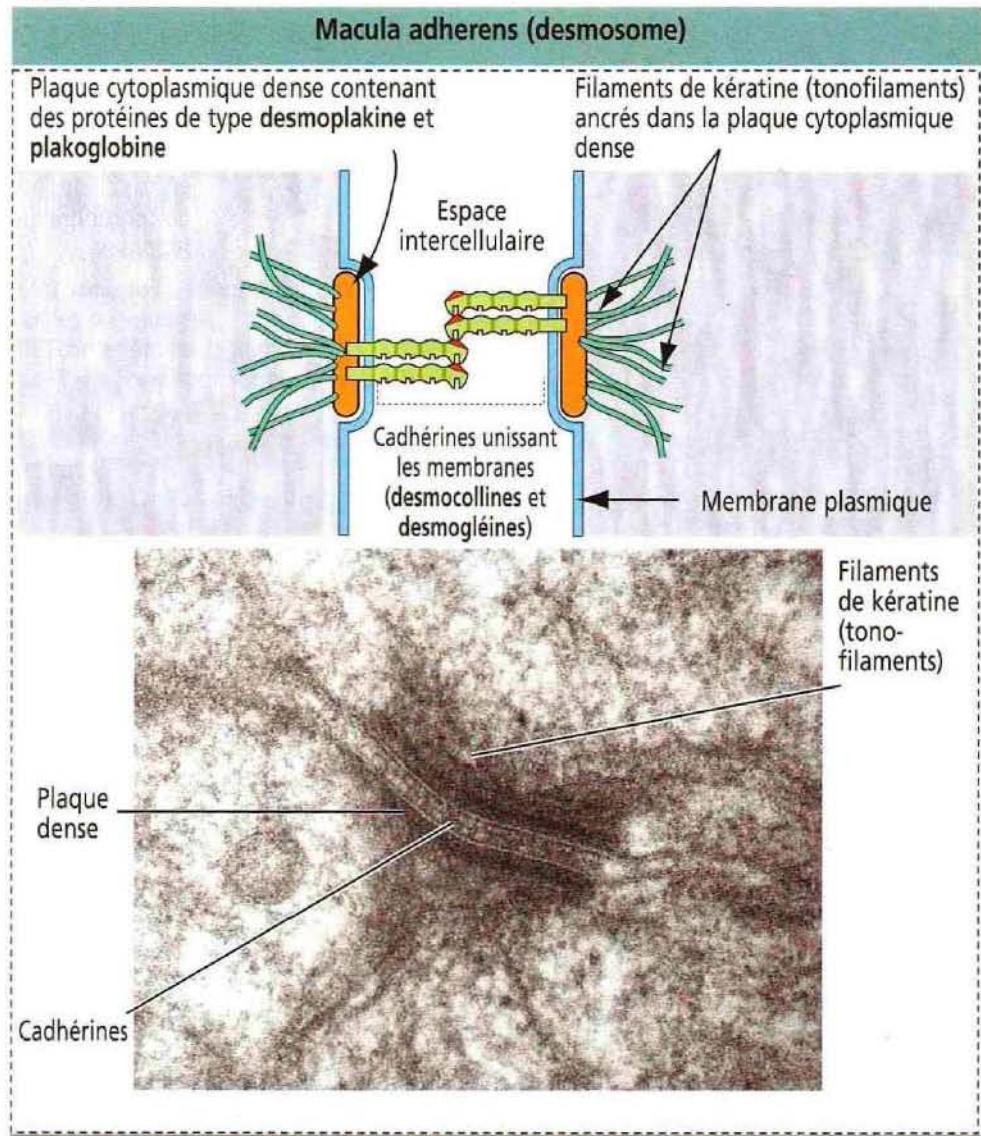 Macula adherens (desmosome)
Plaque cytoplasmique dense contenant
des protéines de type desmoplakine et
plakoglobine
Filaments de kératine (tonofilaments)
ancrés dans la plaque cytoplasmique
dense
Espace
intercellulaire
Cadhérines unissant
les membranes
(desmocollines et
desmogléines)
Membrane plasmique
Filaments
de kératine
(tono-
filaments)
Plaque
dense
Cadhérines